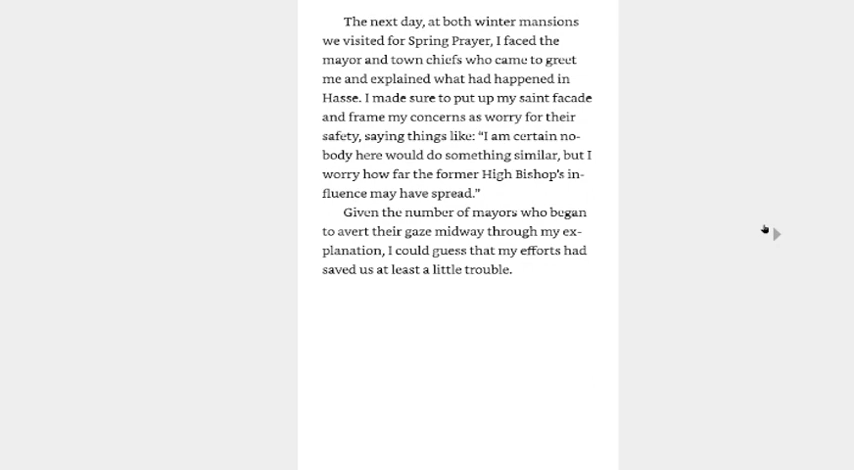 The next day, at both winter mansions
we visited for Spring Prayer, I faced the
mayor and town chiefs who came to greet
me and explained what had happened in
Hasse. I made sure to put up my saint facade
and frame my concerns as worry for their
safety, saying things like: “I am certain no-
body here would do something similar, but I
worry how far the former High Bishop's in-
fluence may have spread.”
Given the number of mayors who began
to avert their gaze midway through my ex-
planation, I could guess that my efforts had
saved us at least a little trouble.